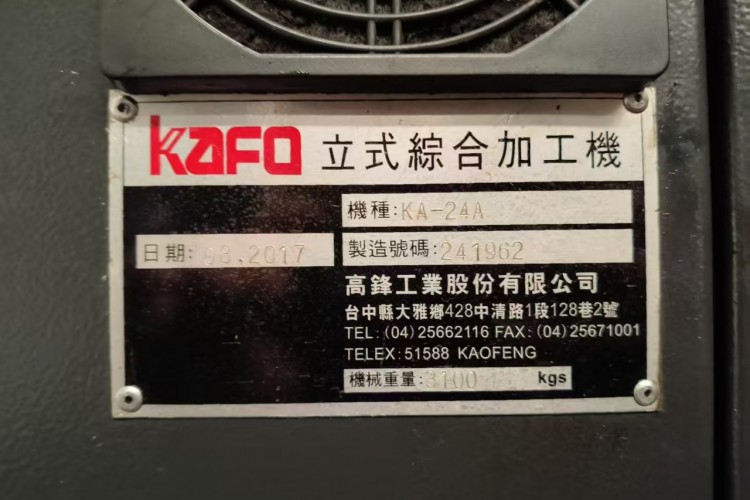 KAFO 立式綜合加工機
機種:KA-24A
日期: 08.2017 製造號碼:241962
高鋒工業股份有限公司
台中縣大雅鄉428中清路1段128巷2號
TEL:(04)25662116 FAX:(04)25671001
TELEX:51588 KAOFENG
機械重量:3100 kgs